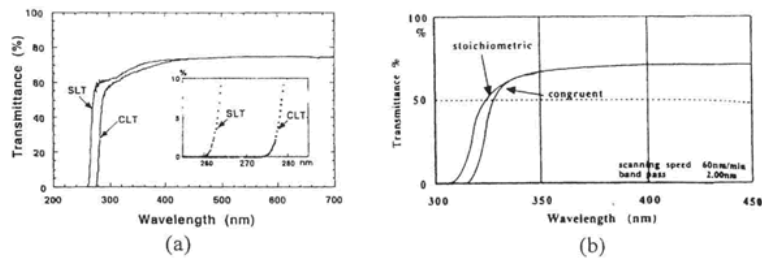 100
80
60
40
20
0
Transmittance (%)
200 300 400 500 600 700
Wavelength (nm)
SLT
CLT
%
10
5
0
260 270 280 nm
SLT
CLT
(a)
100
%
50
0
Transmittance %
stoichiometric
congruent
scanning speed 60nm/min
band pass 2.00nm
300 350 400 450
Wavelength (nm)
(b)